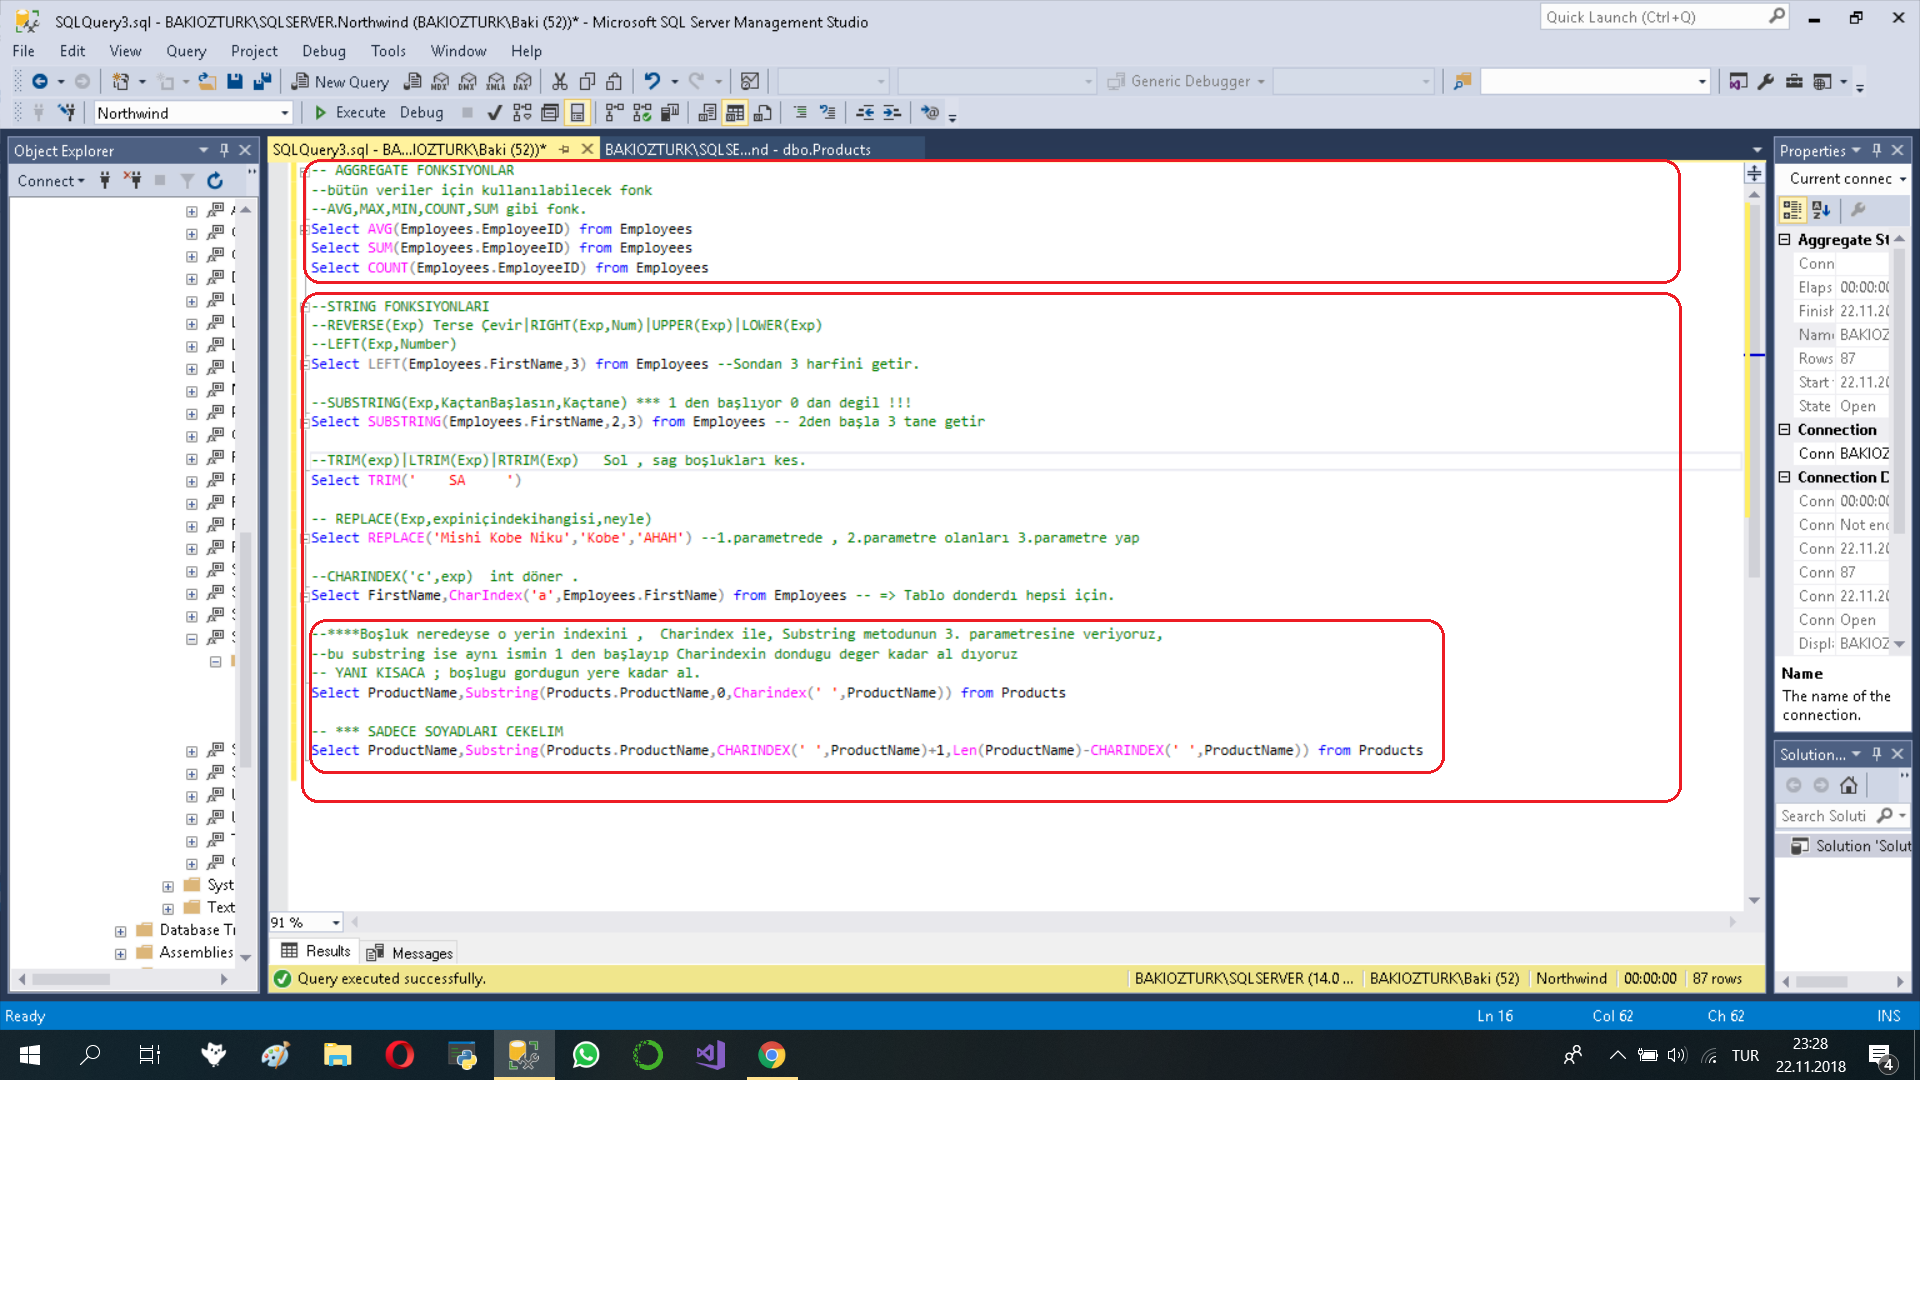 SQLQuery3.sql - BAKIOZTURK\SQLSERVER.Northwind (BAKIOZTURK\Baki (52))* - Microsoft SQL Server Management Studio
Quick Launch (Ctrl+Q)
File Edit View Query Project Debug Tools Window Help
New Query MDX DMX XMLA DAX Generic Debugger
Northwind Execute Debug
Object Explorer
SQLQuery3.sql - BA...IOZTURK\Baki (52))* BAKIOZTURK\SQLSE...nd - dbo.Products
Connect
-- AGGREGATE FONKSIYONLAR
--bütün veriler için kullanılabilecek fonk
--AVG,MAX,MIN,COUNT,SUM gibi fonk.
Select AVG(Employees.EmployeeID) from Employees
Select SUM(Employees.EmployeeID) from Employees
Select COUNT(Employees.EmployeeID) from Employees
--STRING FONKSIYONLARI
--REVERSE(Exp) Terse Çevir|RIGHT(Exp,Num)|UPPER(Exp)|LOWER(Exp)
--LEFT(Exp,Number)
Select LEFT(Employees.FirstName,3) from Employees --Sondan 3 harfini getir.
--SUBSTRING(Exp,KaçtanBaşlasın,Kaçtane) *** 1 den başlıyor 0 dan degil !!!
Select SUBSTRING(Employees.FirstName,2,3) from Employees -- 2den başla 3 tane getir
--TRIM(exp)|LTRIM(Exp)|RTRIM(Exp)   Sol , sag boşlukları kes.
Select TRIM('    SA     ')
-- REPLACE(Exp,expiniçindekihangisi,neyle)
Select REPLACE('Mishi Kobe Niku','Kobe','AHAH') --1.parametrede , 2.parametre olanları 3.parametre yap
--CHARINDEX('c',exp)  int döner .
Select FirstName,CharIndex('a',Employees.FirstName) from Employees -- => Tablo donderdı hepsi için.
--****Boşluk neredeyse o yerin indexini ,  Charindex ile, Substring metodunun 3. parametresine veriyoruz,
--bu substring ise aynı ismin 1 den başlayıp Charindexin dondugu deger kadar al dıyoruz
-- YANI KISACA ; boşlugu gordugun yere kadar al.
Select ProductName,Substring(Products.ProductName,0,Charindex(' ',ProductName)) from Products
-- *** SADECE SOYADLARI CEKELIM
Select ProductName,Substring(Products.ProductName,CHARINDEX(' ',ProductName)+1,Len(ProductName)-CHARINDEX(' ',ProductName)) from Products
Syst
Text
Database Tr
Assemblies
91 %
Results Messages
Query executed successfully. BAKIOZTURK\SQLSERVER (14.0 ... BAKIOZTURK\Baki (52) Northwind 00:00:00 87 rows
Properties
Current connec
Aggregate St
Conn
Elaps 00:00:00
Finish 22.11.20
Name BAKIOZ
Rows 87
Start 22.11.20
State Open
Connection
Conn BAKIOZ
Connection D
Conn 00:00:00
Conn Not enc
Conn 22.11.20
Conn 87
Conn 22.11.20
Conn Open
Displ BAKIOZ
Name
The name of the
connection.
Solution...
Search Soluti
Solution 'Solut
Ready Ln 16 Col 62 Ch 62 INS
TUR 23:28
22.11.2018 4